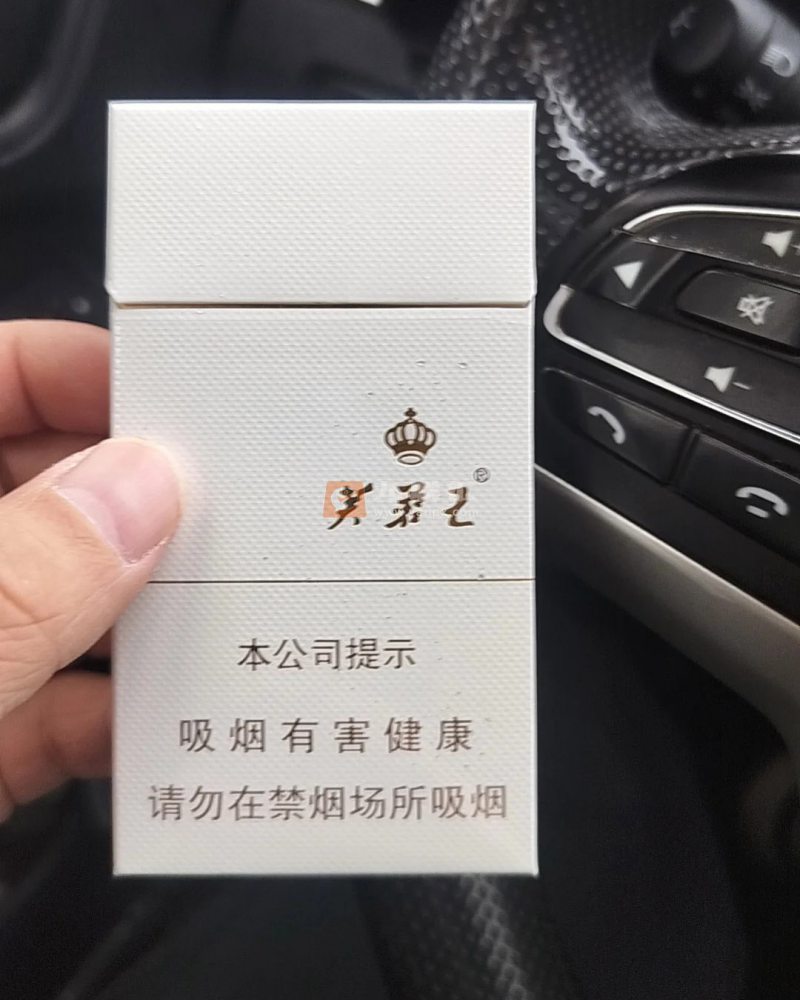 芙蓉王®
本公司提示
吸烟有害健康
请勿在禁烟场所吸烟